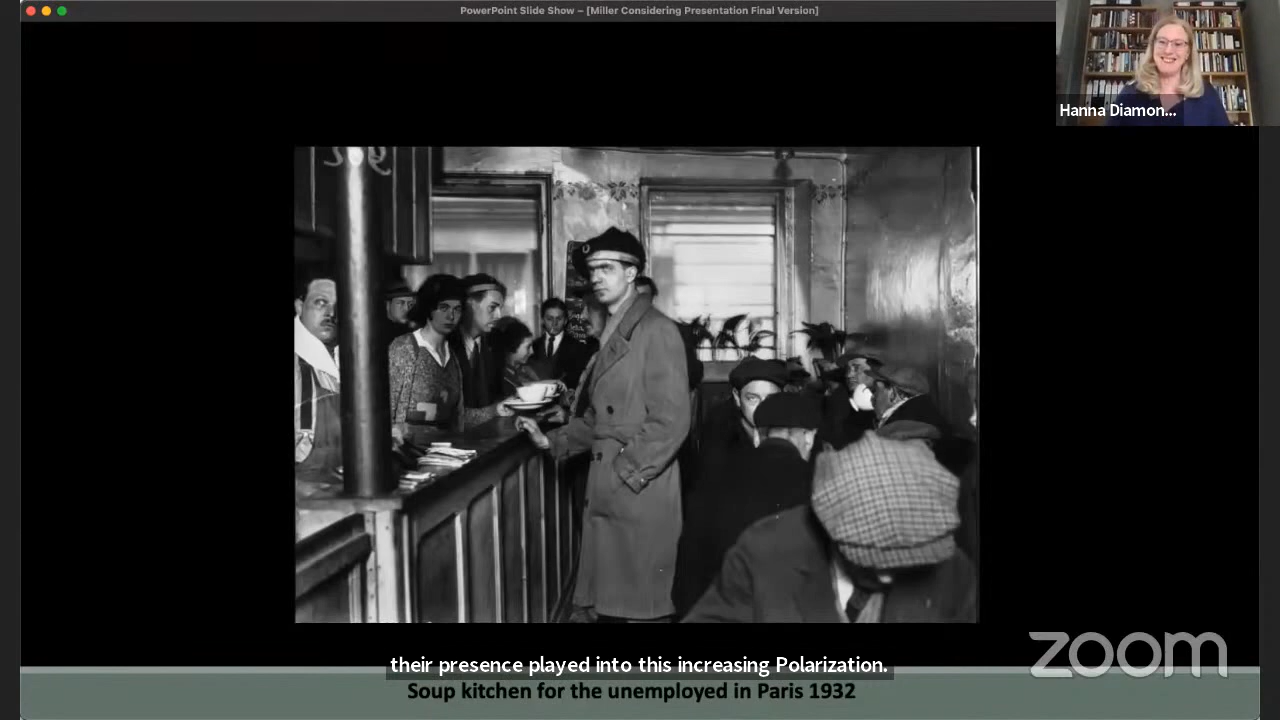 PowerPoint Slide Show – [Miller Considering Presentation Final Version]
Hanna Diamon...
their presence played into this increasing Polarization.
zoom
Soup kitchen for the unemployed in Paris 1932